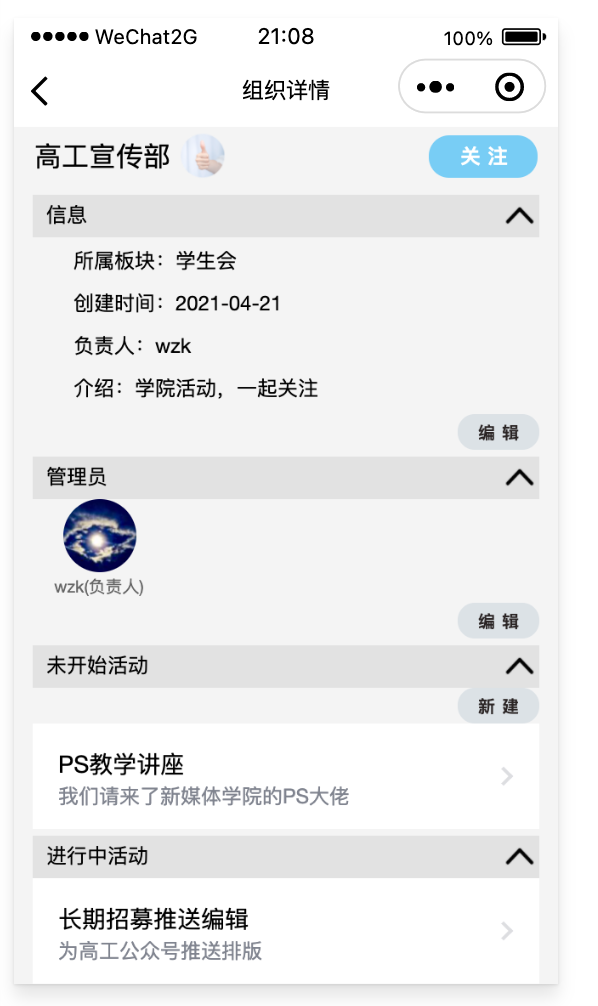 WeChat2G 21:08 100%
组织详情
高工宣传部 关注
信息
所属板块：学生会
创建时间：2021-04-21
负责人：wzk
介绍：学院活动，一起关注
编辑
管理员
wzk(负责人)
编辑
未开始活动
新建
PS教学讲座
我们请来了新媒体学院的PS大佬
进行中活动
长期招募推送编辑
为高工公众号推送排版